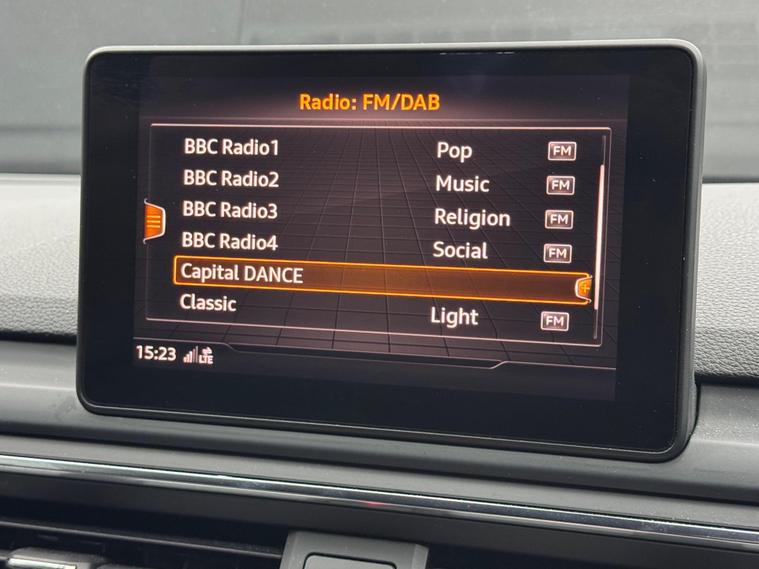 Radio: FM/DAB
BBC Radio1 Pop FM
BBC Radio2 Music FM
BBC Radio3 Religion FM
BBC Radio4 Social FM
Capital DANCE
Classic Light FM
15:23 LTE